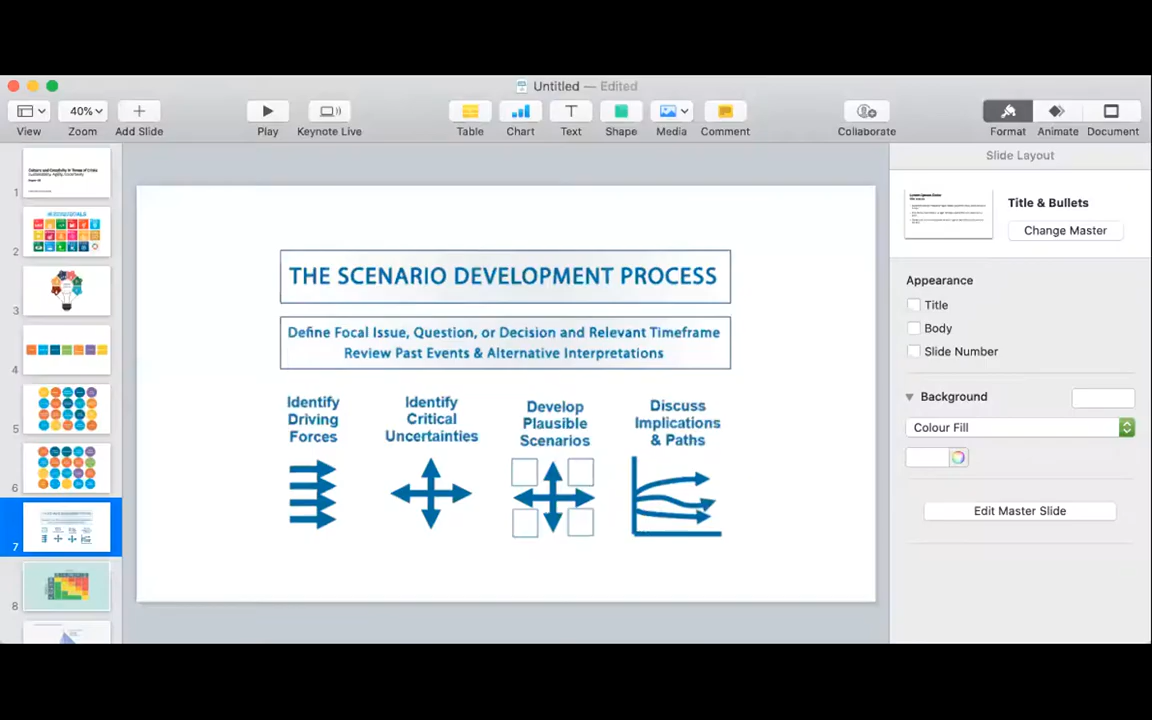 Untitled — Edited
View
40%
Zoom
Add Slide
Play
Keynote Live
Table
Chart
Text
Shape
Media
Comment
Collaborate
Format
Animate
Document
1
2
3
4
5
6
7
8
THE SCENARIO DEVELOPMENT PROCESS
Define Focal Issue, Question, or Decision and Relevant Timeframe
Review Past Events & Alternative Interpretations
Identify
Driving
Forces
Identify
Critical
Uncertainties
Develop
Plausible
Scenarios
Discuss
Implications
& Paths
Slide Layout
Title & Bullets
Change Master
Appearance
Title
Body
Slide Number
Background
Colour Fill
Edit Master Slide